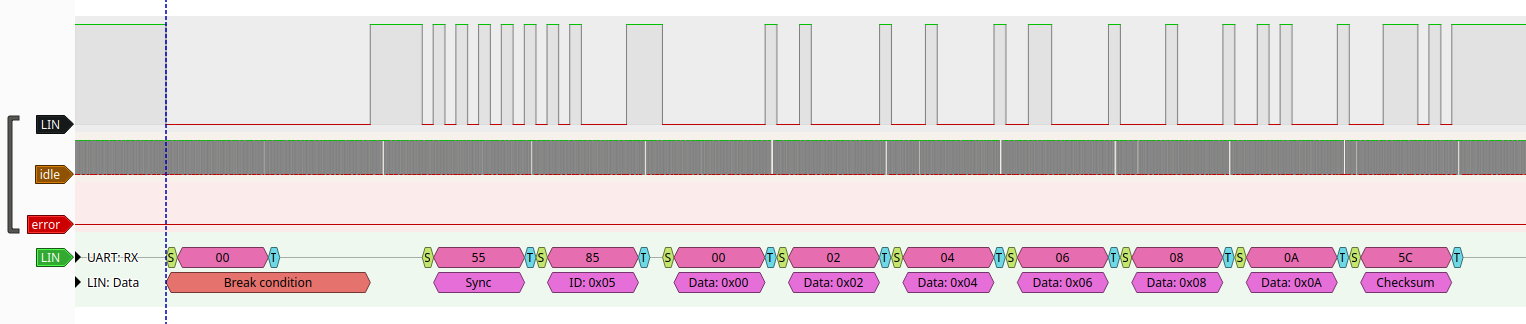 LIN
idle
error
LIN UART: RX S 00 T S 55 T S 85 T S 00 T S 02 T S 04 T S 06 T S 08 T S 0A T S 5C T
LIN: Data Break condition Sync ID: 0x05 Data: 0x00 Data: 0x02 Data: 0x04 Data: 0x06 Data: 0x08 Data: 0x0A Checksum